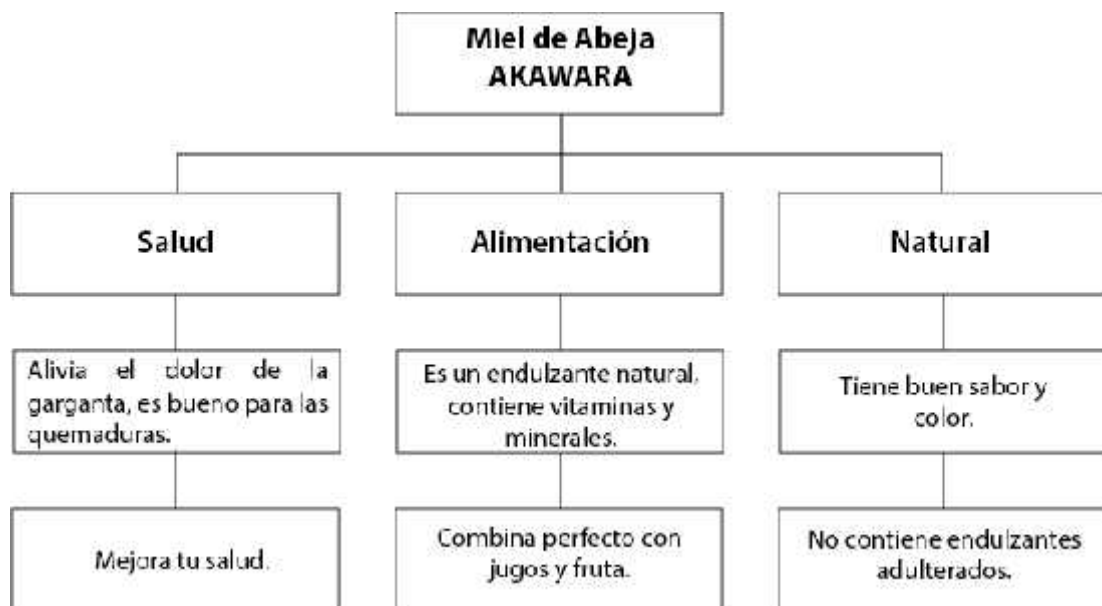 Miel de Abeja
AKAWARA
Salud
Alimentación
Natural
Alivia el dolor de la
garganta, es bueno para las
quemaduras.
Es un endulzante natural,
contiene vitaminas y
minerales.
Tiene buen sabor y
color.
Mejora tu salud.
Combina perfecto con
jugos y fruta.
No contiene endulzantes
adulterados.